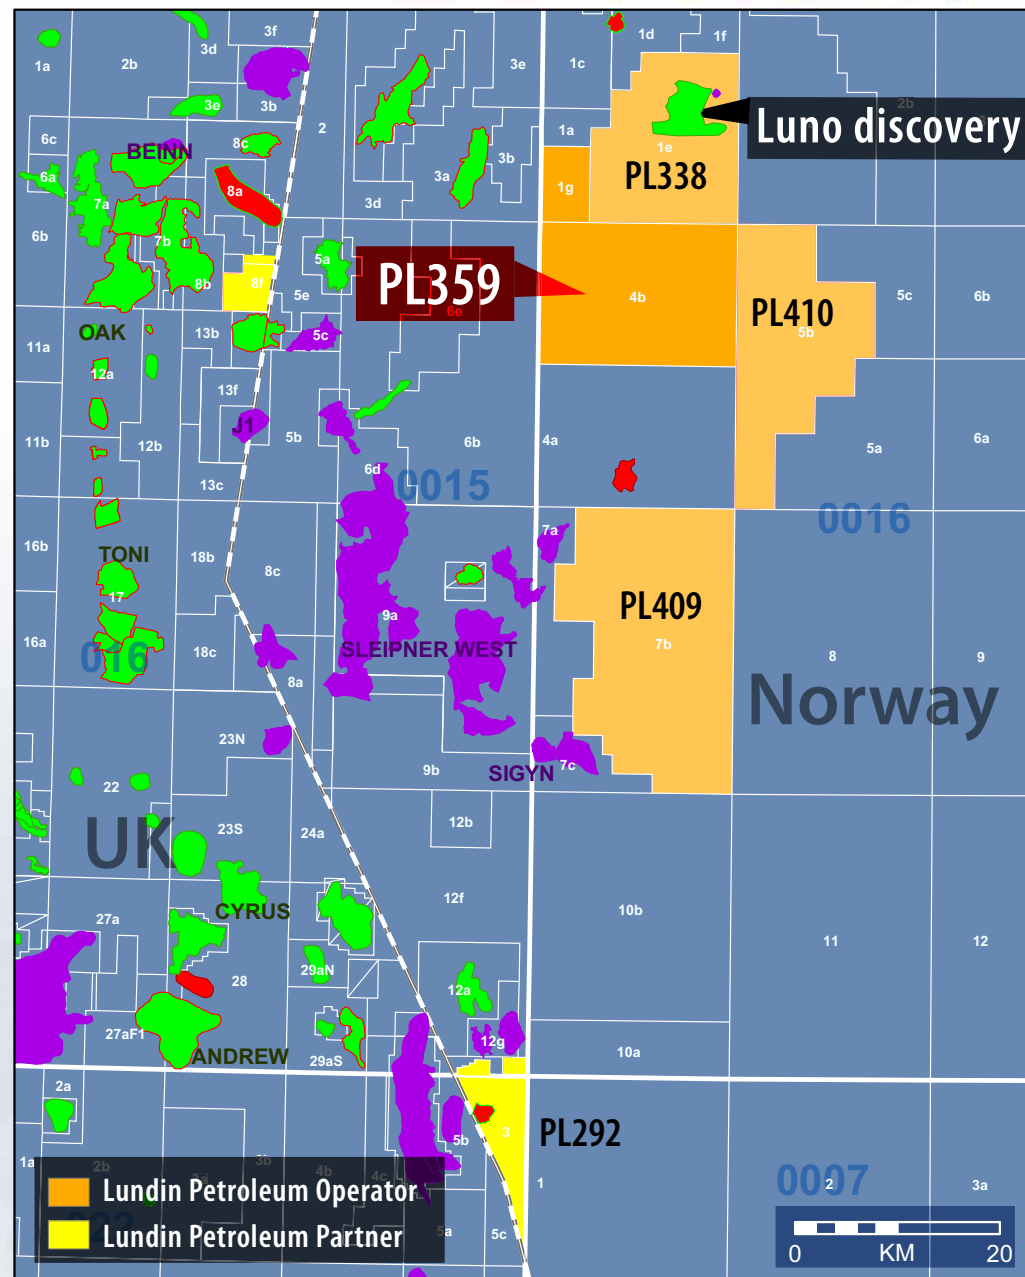 3f
1d
1f
3d
3e
1c
1a
2b
2b
3e
3b
2
1a
Luno discovery
6c
8c
BEINN
1e
3b
6a
8a
3a
PL338
1g
7a
3d
6b
7b
5a
8b
8f
5e
PL359
4b
5c
6b
6e
PL410
5b
OAK
13b
5c
11a
12a
13f
J1
5b
6b
4a
6a
11b
12b
5a
6d
0015
13c
0016
7a
16b
TONI
18b
8c
17
PL409
9a
16a
016
18c
SLEIPNER WEST
7b
8
9
8a
Norway
23N
9b
SIGYN
7c
22
12b
UK
23S
24a
12f
CYRUS
27a
10b
11
12
29aN
28
12a
27aF1
12g
10a
ANDREW
29aS
2a
3
PL292
5b
1a
2b
3b
4b
4c
1
0007
2
3a
Lundin Petroleum Operator
Lundin Petroleum Partner
5a
5c
0
KM
20